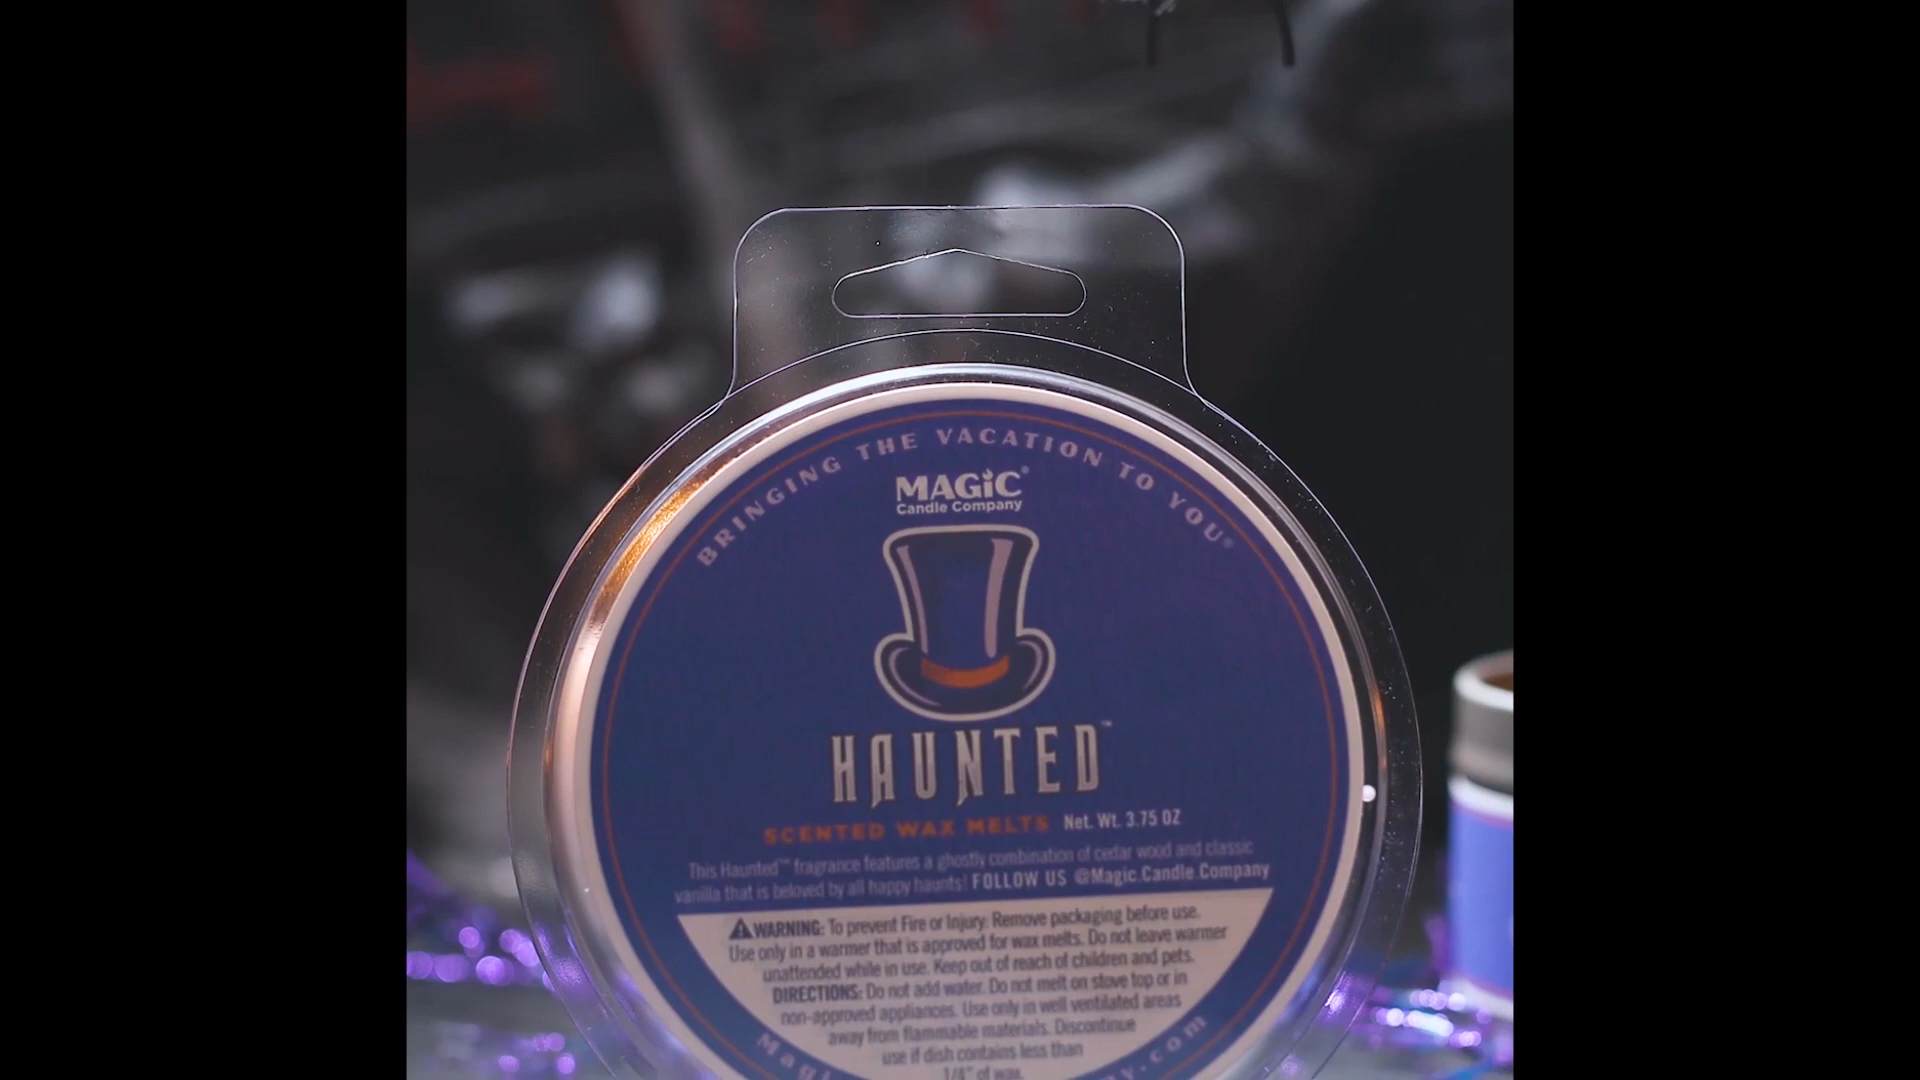 BRINGING THE VACATION TO YOU®
MAGIC®
Candle Company
HAUNTED™
SCENTED WAX MELTS Net. Wt. 3.75 OZ
This Haunted™ fragrance features a ghostly combination of cedar wood and classic
vanilla that is beloved by all happy haunts! FOLLOW US @Magic.Candle.Company
WARNING: To prevent Fire or Injury: Remove packaging before use.
Use only in a warmer that is approved for wax melts. Do not leave warmer
unattended while in use. Keep out of reach of children and pets.
DIRECTIONS: Do not add water. Do not melt on stove top or in
non-approved appliances. Use only in well ventilated areas
away from flammable materials. Discontinue
use if dish contains less than
1/4" of wax.